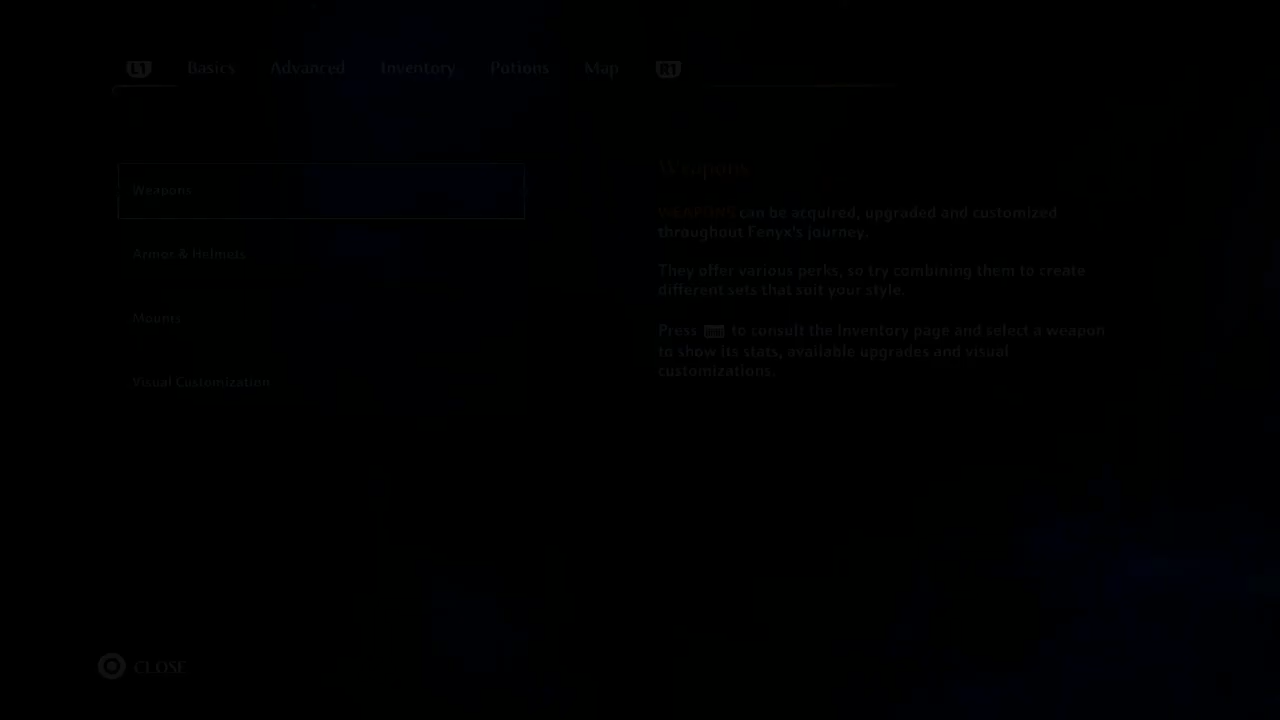 L1 Basics Advanced Inventory Potions Map R1
Weapons
Armor & Helmets
Mounts
Visual Customization
Weapons
WEAPONS can be acquired, upgraded and customized
throughout Fenyx's journey.
They offer various perks, so try combining them to create
different sets that suit your style.
Press to consult the Inventory page and select a weapon
to show its stats, available upgrades and visual
customizations.
CLOSE